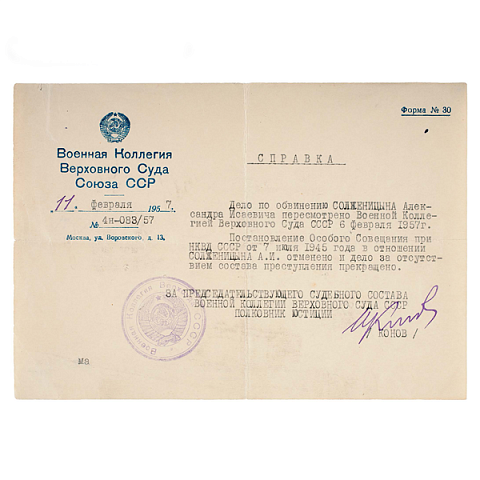 Форма № 30
Военная Коллегия
Верховного Суда
Союза ССР
„11" февраля 1957г.
№ 4н-083/57
Москва, ул. Воровского, д. 13.
СПРАВКА
Дело по обвинению СОЛЖЕНИЦЫНА Алек-
сандра Исаевича пересмотрено Военной Колле-
гией Верховного Суда СССР 6 февраля 1957г.
Постановление Особого Совещания при
НКВД СССР от 7 июля 1945 года в отношении
СОЛЖЕНИЦЫНА А.И. отменено и дело за отсутст-
вием состава преступления прекращено.
ЗА ПРЕДСЕДАТЕЛЬСТВУЮЩЕГО СУДЕБНОГО СОСТАВА
ВОЕННОЙ КОЛЛЕГИИ ВЕРХОВНОГО СУДА СССР
ПОЛКОВНИК ЮСТИЦИИ
КОНОВ /
мв